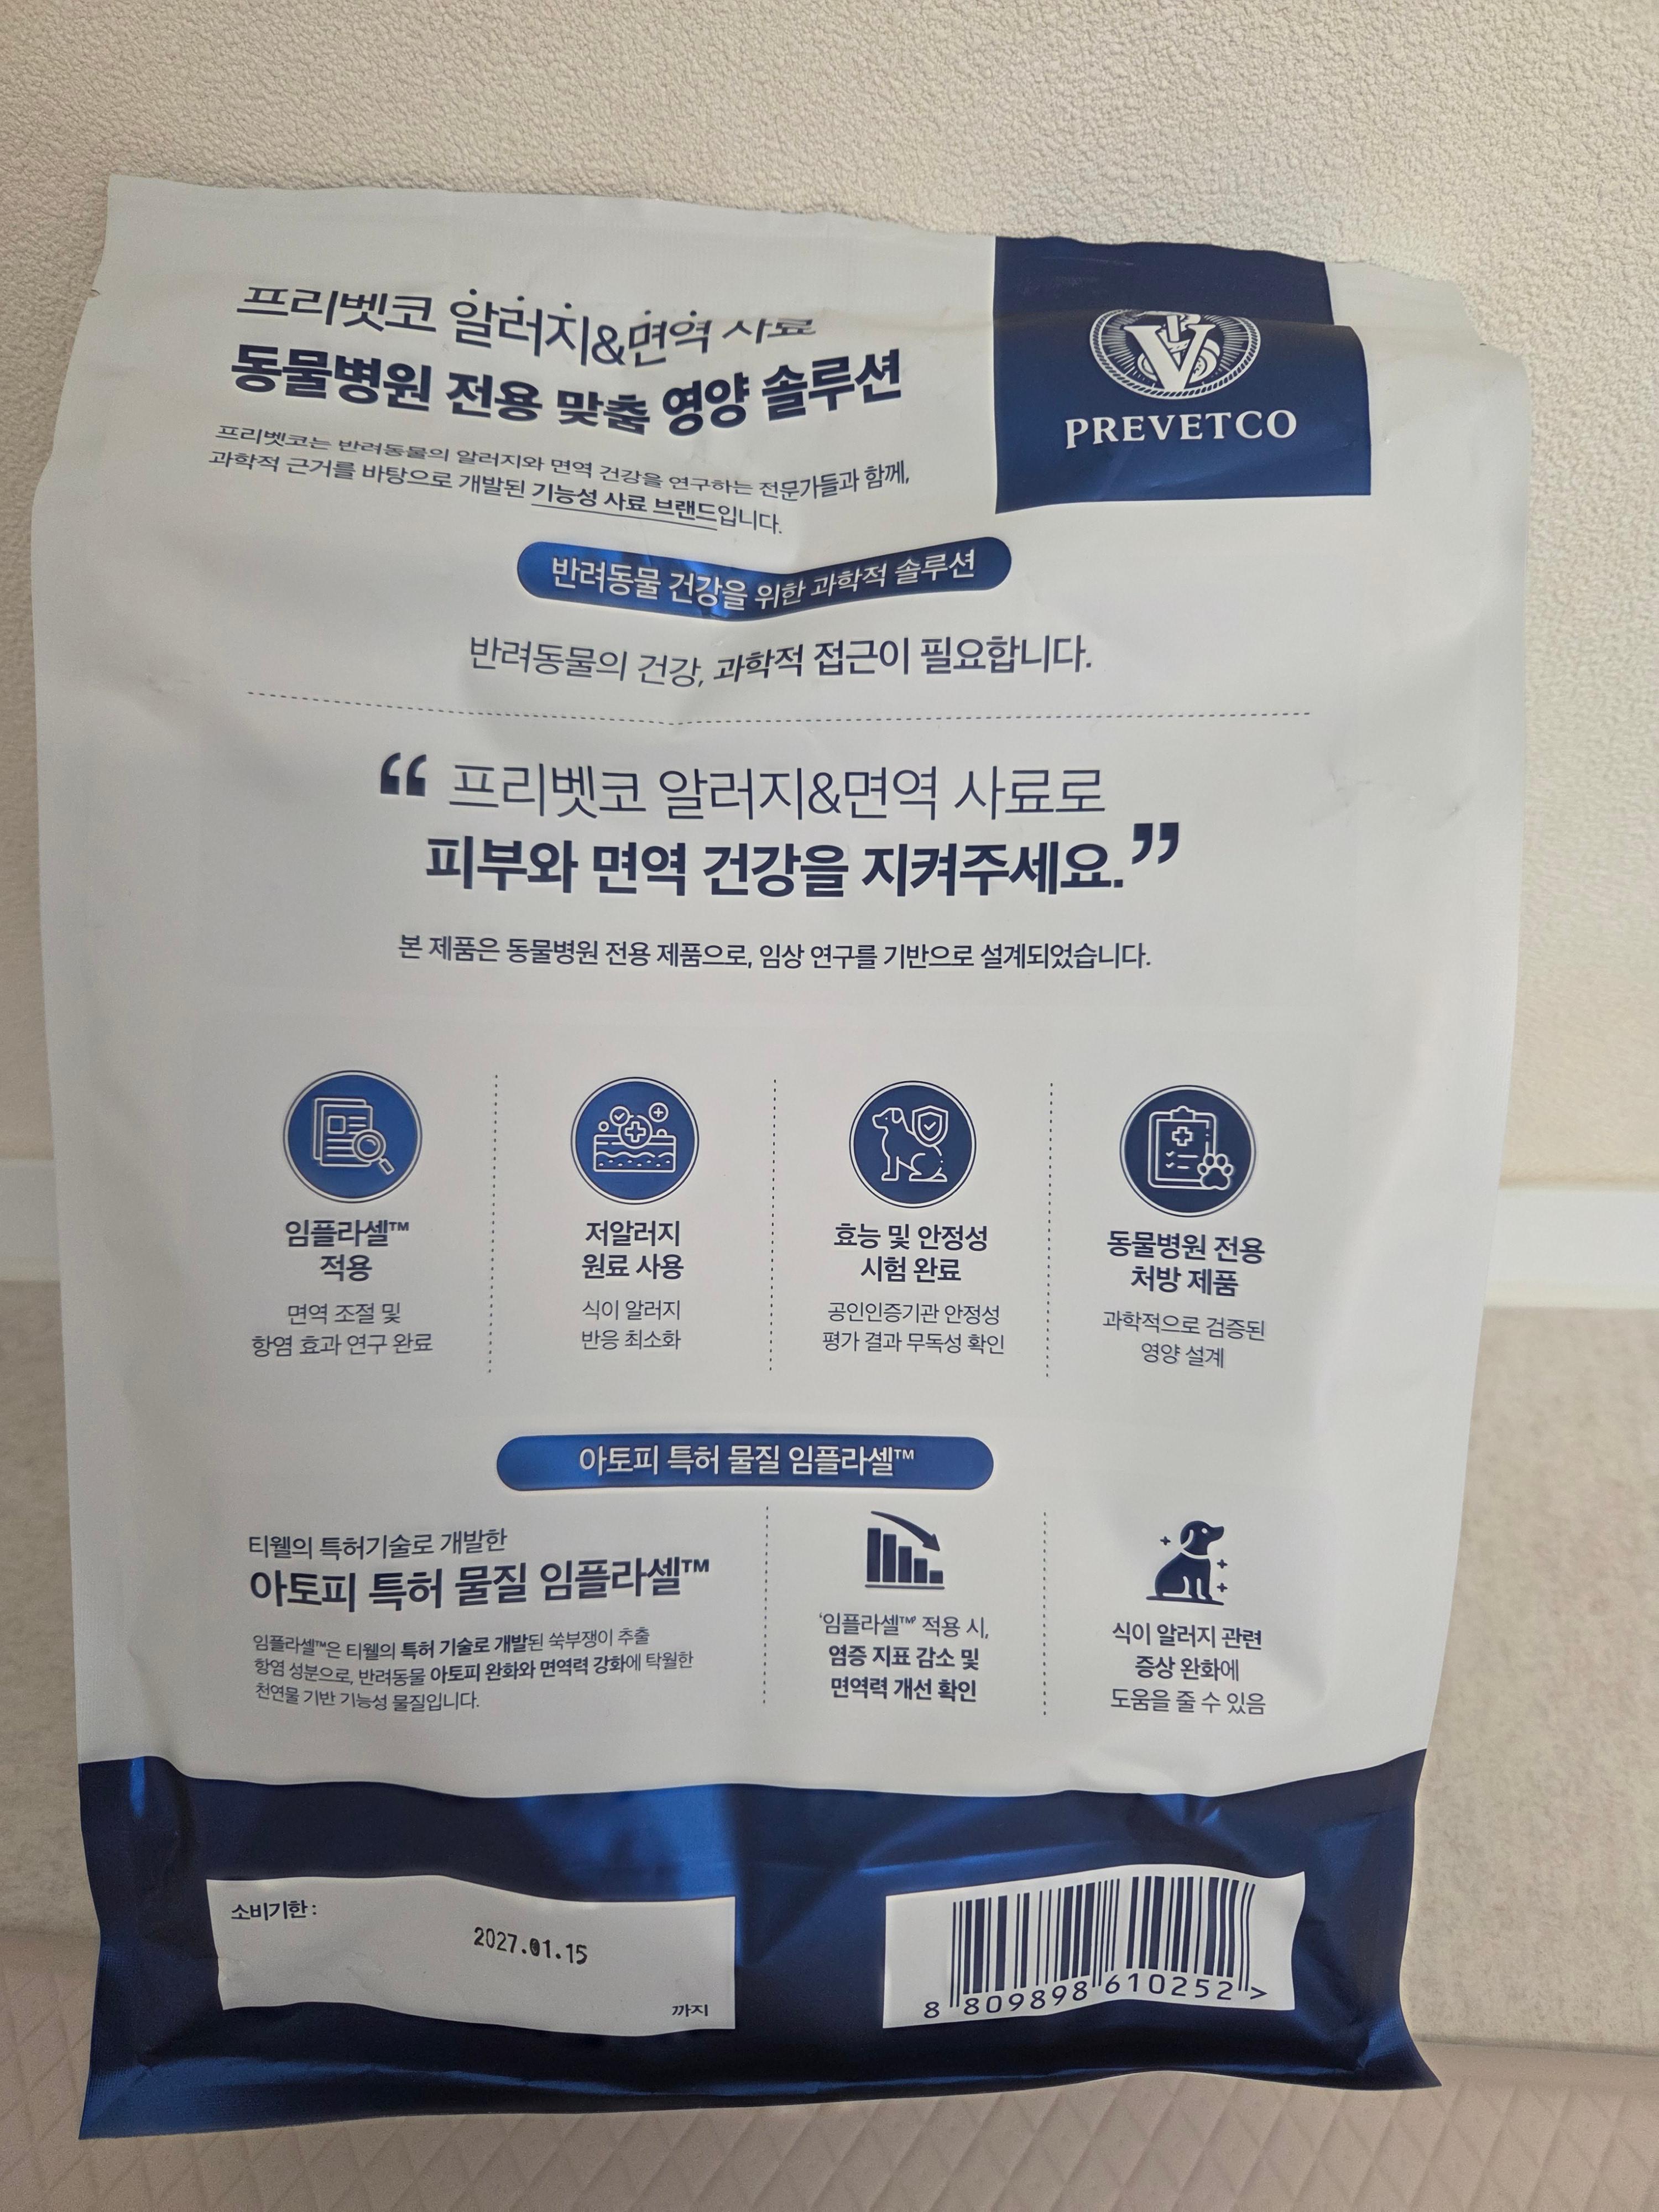 프리벳코 알러지&면역 사료
동물병원 전용 맞춤 영양 솔루션
프리벳코는 반려동물의 알러지와 면역 건강을 연구하는 전문가들과 함께,
과학적 근거를 바탕으로 개발된 기능성 사료 브랜드입니다.
PREVETCO
반려동물 건강을 위한 과학적 솔루션
반려동물의 건강, 과학적 접근이 필요합니다.
“ 프리벳코 알러지&면역 사료로
피부와 면역 건강을 지켜주세요.”
본 제품은 동물병원 전용 제품으로, 임상 연구를 기반으로 설계되었습니다.
임플라셀™
적용
면역 조절 및
항염 효과 연구 완료
저알러지
원료 사용
식이 알러지
반응 최소화
효능 및 안정성
시험 완료
공인인증기관 안정성
평가 결과 무독성 확인
동물병원 전용
처방 제품
과학적으로 검증된
영양 설계
아토피 특허 물질 임플라셀™
티웰의 특허기술로 개발한
아토피 특허 물질 임플라셀™
임플라셀™은 티웰의 특허 기술로 개발된 쑥부쟁이 추출
항염 성분으로, 반려동물 아토피 완화와 면역력 강화에 탁월한
천연물 기반 기능성 물질입니다.
‘임플라셀™’ 적용 시,
염증 지표 감소 및
면역력 개선 확인
식이 알러지 관련
증상 완화에
도움을 줄 수 있음
소비기한 :
2027.01.15
까지
8 809898 610252 >